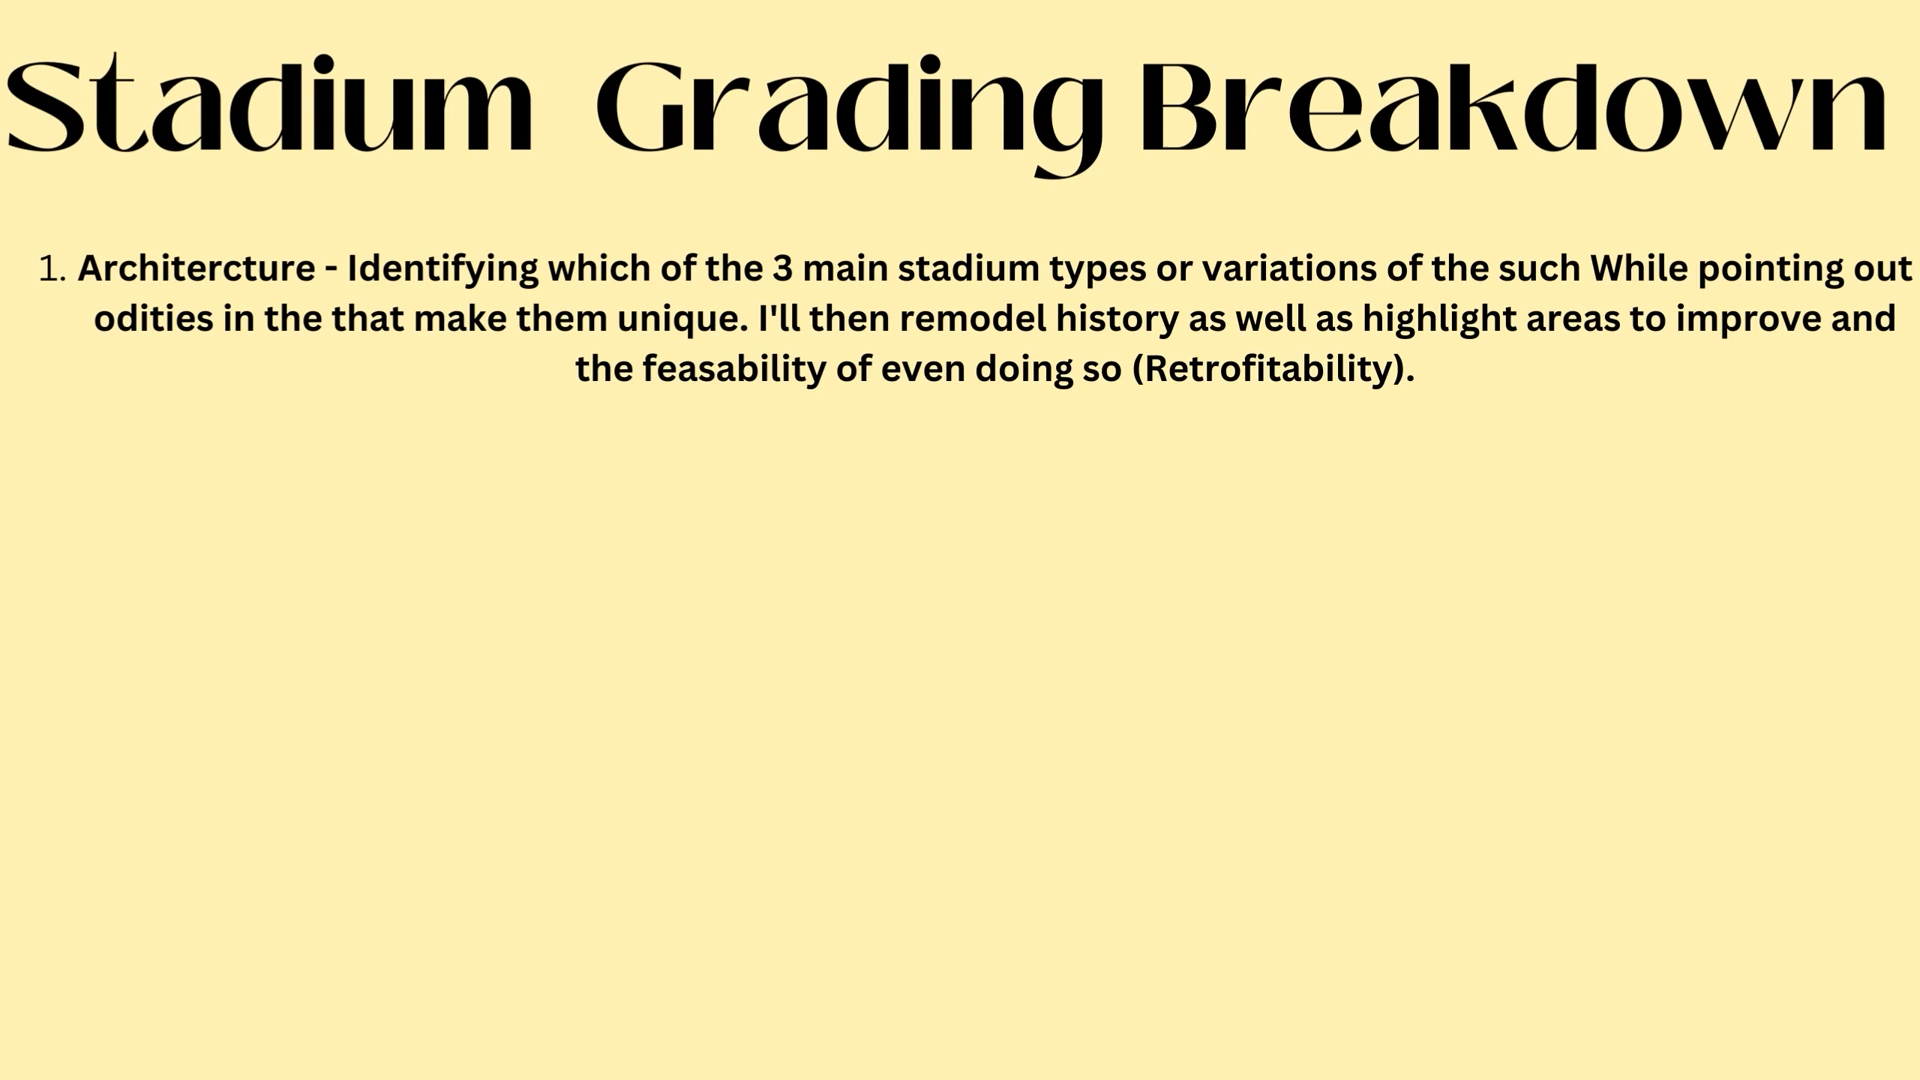 Stadium Grading Breakdown
1. Architercture - Identifying which of the 3 main stadium types or variations of the such While pointing out
odities in the that make them unique. I'll then remodel history as well as highlight areas to improve and
the feasability of even doing so (Retrofitability).